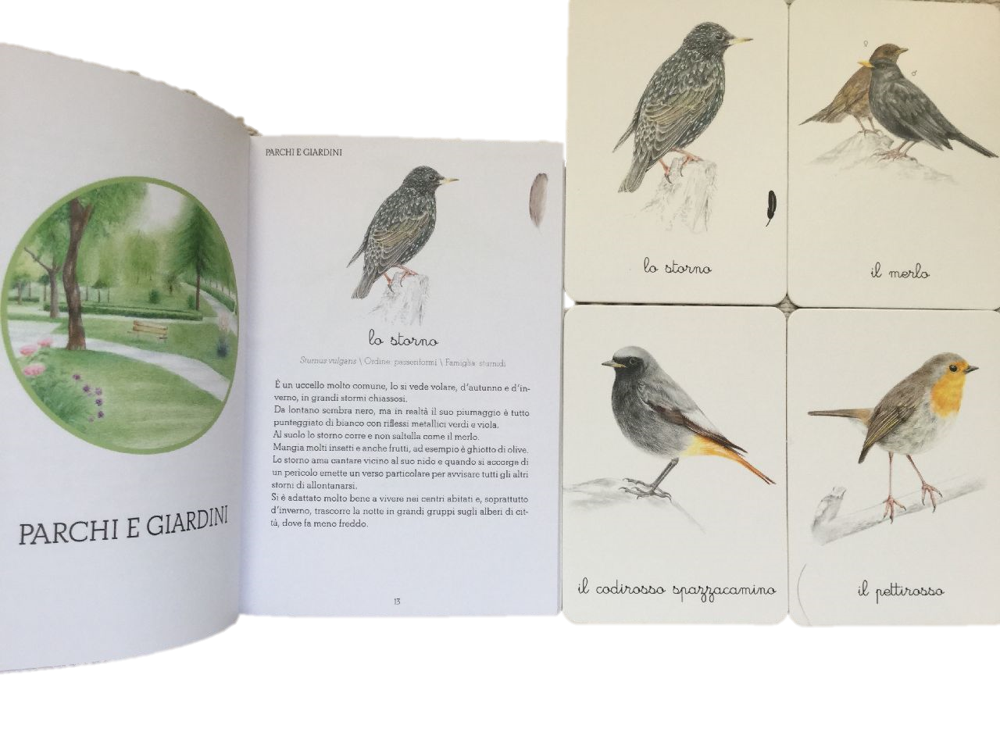 PARCHI E GIARDINI
PARCHI E GIARDINI
lo storno
Sturnus vulgaris \ Ordine: passeriformi \ Famiglia: sturnidi
È un uccello molto comune, lo si vede volare, d'autunno e d'in-
verno, in grandi stormi chiassosi.
Da lontano sembra nero, ma in realtà il suo piumaggio è tutto
punteggiato di bianco con riflessi metallici verdi e viola.
Al suolo lo storno corre e non saltella come il merlo.
Mangia molti insetti e anche frutti, ad esempio è ghiotto di olive.
Lo storno ama cantare vicino al suo nido e quando si accorge di
un pericolo emette un verso particolare per avvisare tutti gli altri
storni di allontanarsi.
Si è adattato molto bene a vivere nei centri abitati e, soprattutto
d'inverno, trascorre la notte in grandi gruppi sugli alberi di cit-
tà, dove fa meno freddo.
13
lo storno
♀
♂
il merlo
il codirosso spazzacamino
il pettirosso